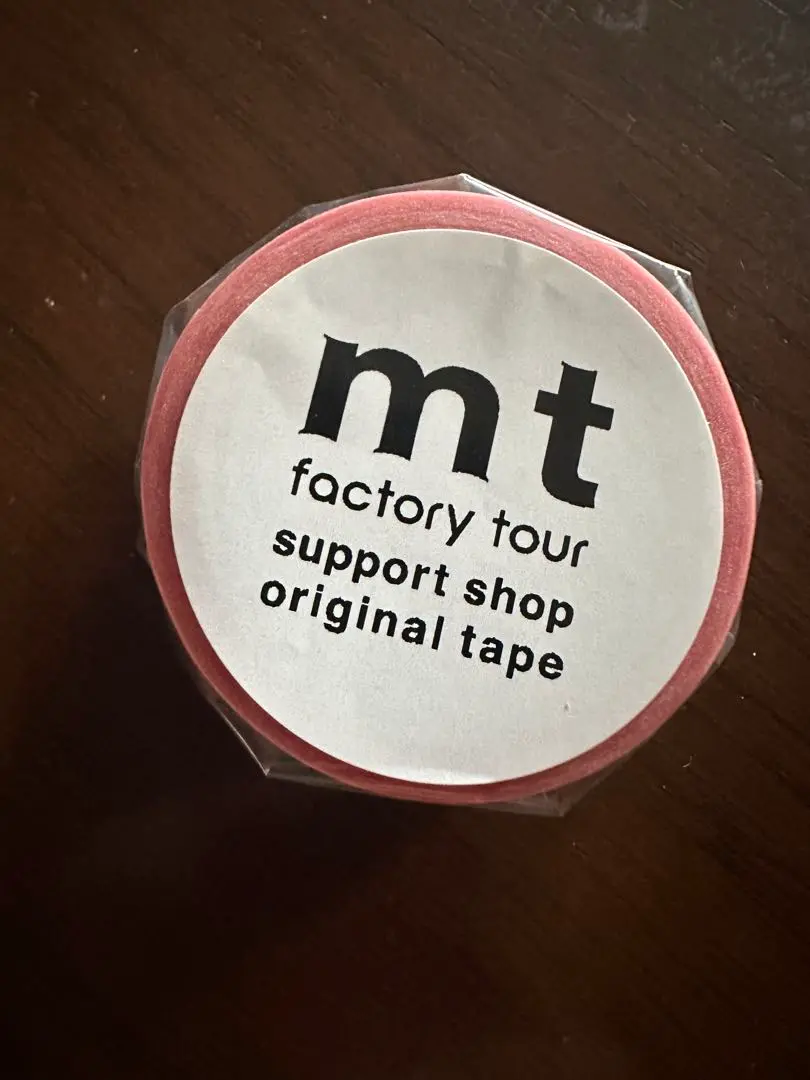 mt
factory tour
support shop
original tape